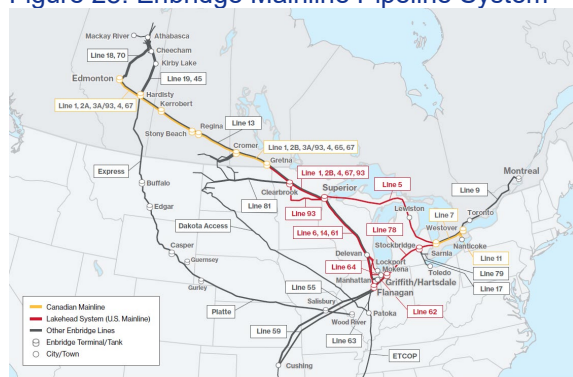 Figure 23: Enbridge Mainline Pipeline System
Mackay River
Athabasca
Cheecham
Line 18, 70
Kirby Lake
Edmonton
Line 19, 45
Hardisty
Line 1, 2A, 3A/93, 4, 67
Kerrobert
Regina
Line 13
Stony Beach
Cromer
Line 1, 2B, 3A/93, 4, 65, 67
Gretna
Montreal
Line 1, 2B, 4, 67, 93
Express
Superior
Line 5
Line 9
Buffalo
Clearbrook
Lewiston
Line 7
Toronto
Edgar
Line 81
Line 93
Line 78
Westover
Dakota Access
Line 6, 14, 61
Stockbridge
Nanticoke
Casper
Delevan
Sarnia
Line 11
Guernsey
Lockport
Line 64
Mokena
Toledo
Line 79
Manhattan
Griffith/Hartsdale
Line 17
Gurley
Line 55
Flanagan
Salisbury
Platte
Patoka
Line 62
Wood River
Line 59
Line 63
ETCOP
Cushing
Canadian Mainline
Lakehead System (U.S. Mainline)
Other Enbridge Lines
Enbridge Terminal/Tank
City/Town